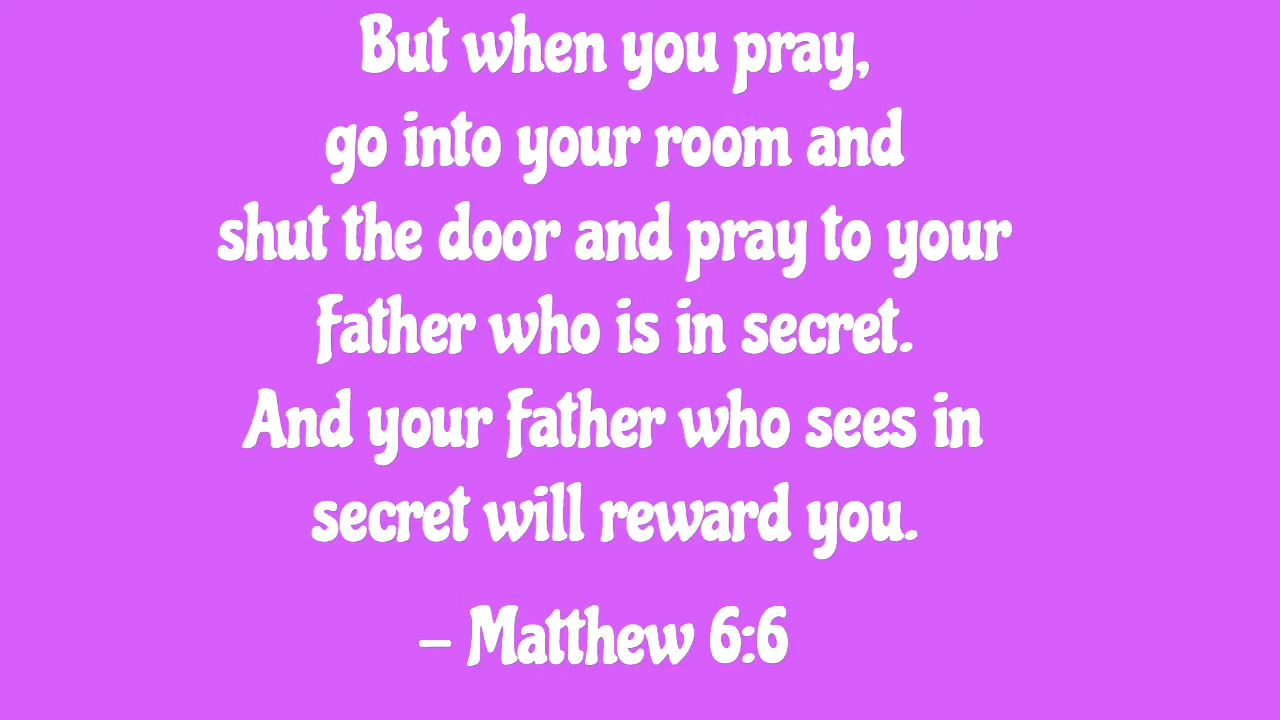 But when you pray,
go into your room and
shut the door and pray to your
Father who is in secret.
And your Father who sees in
secret will reward you.
– Matthew 6:6